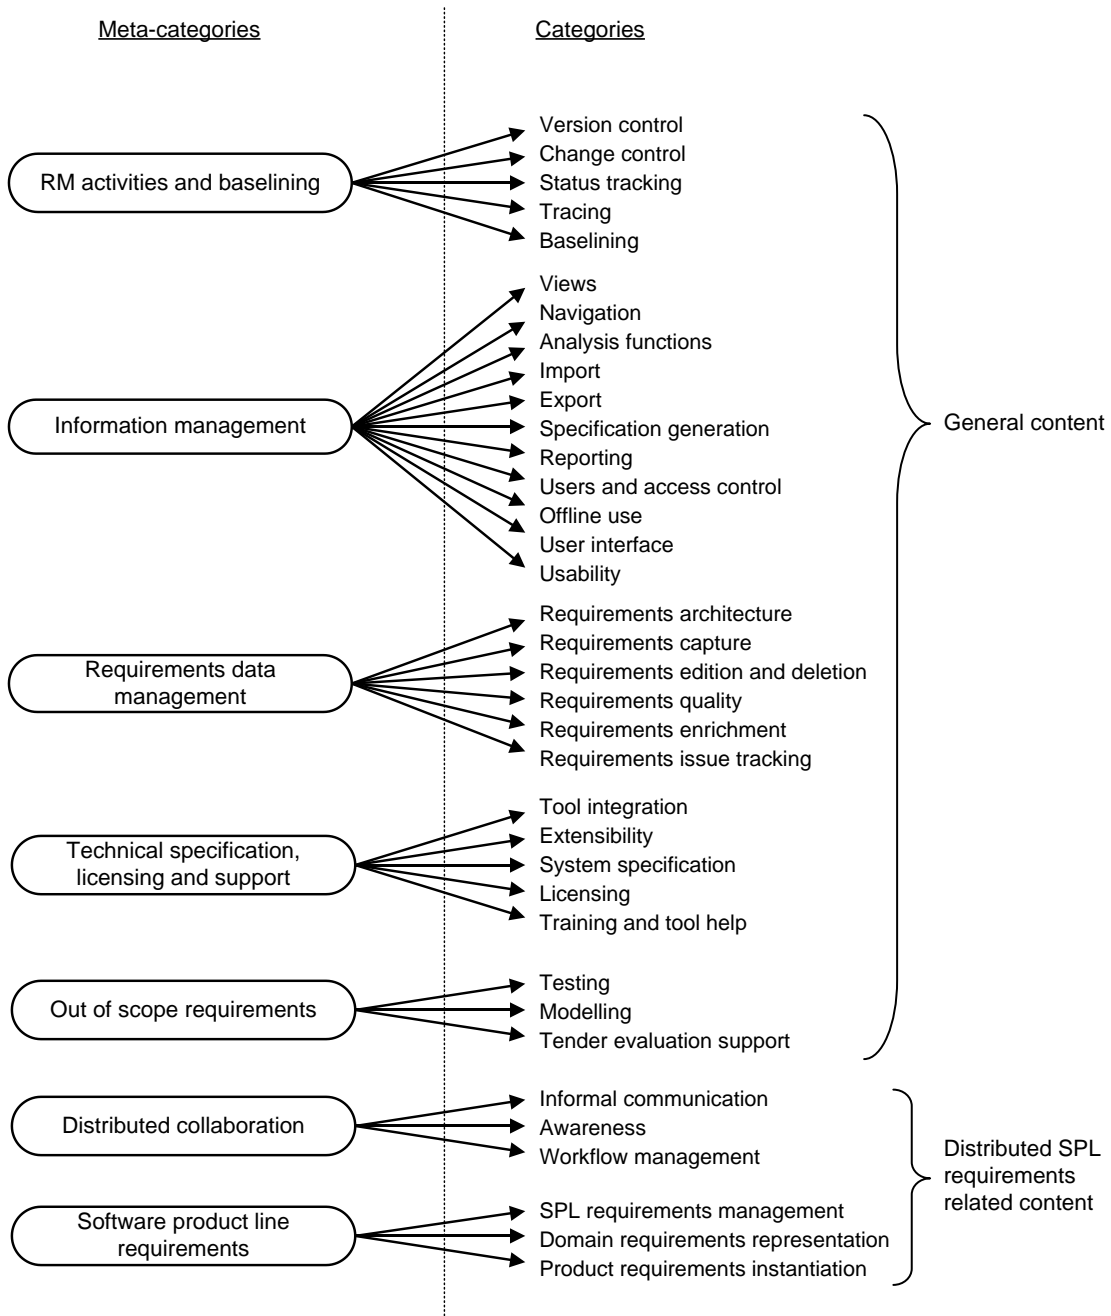 Meta-categories
Categories
RM activities and baselining
Version control
Change control
Status tracking
Tracing
Baselining
Information management
Views
Navigation
Analysis functions
Import
Export
Specification generation
Reporting
Users and access control
Offline use
User interface
Usability
General content
Requirements data
management
Requirements architecture
Requirements capture
Requirements edition and deletion
Requirements quality
Requirements enrichment
Requirements issue tracking
Technical specification,
licensing and support
Tool integration
Extensibility
System specification
Licensing
Training and tool help
Out of scope requirements
Testing
Modelling
Tender evaluation support
Distributed collaboration
Informal communication
Awareness
Workflow management
Software product line
requirements
SPL requirements management
Domain requirements representation
Product requirements instantiation
Distributed SPL
requirements
related content